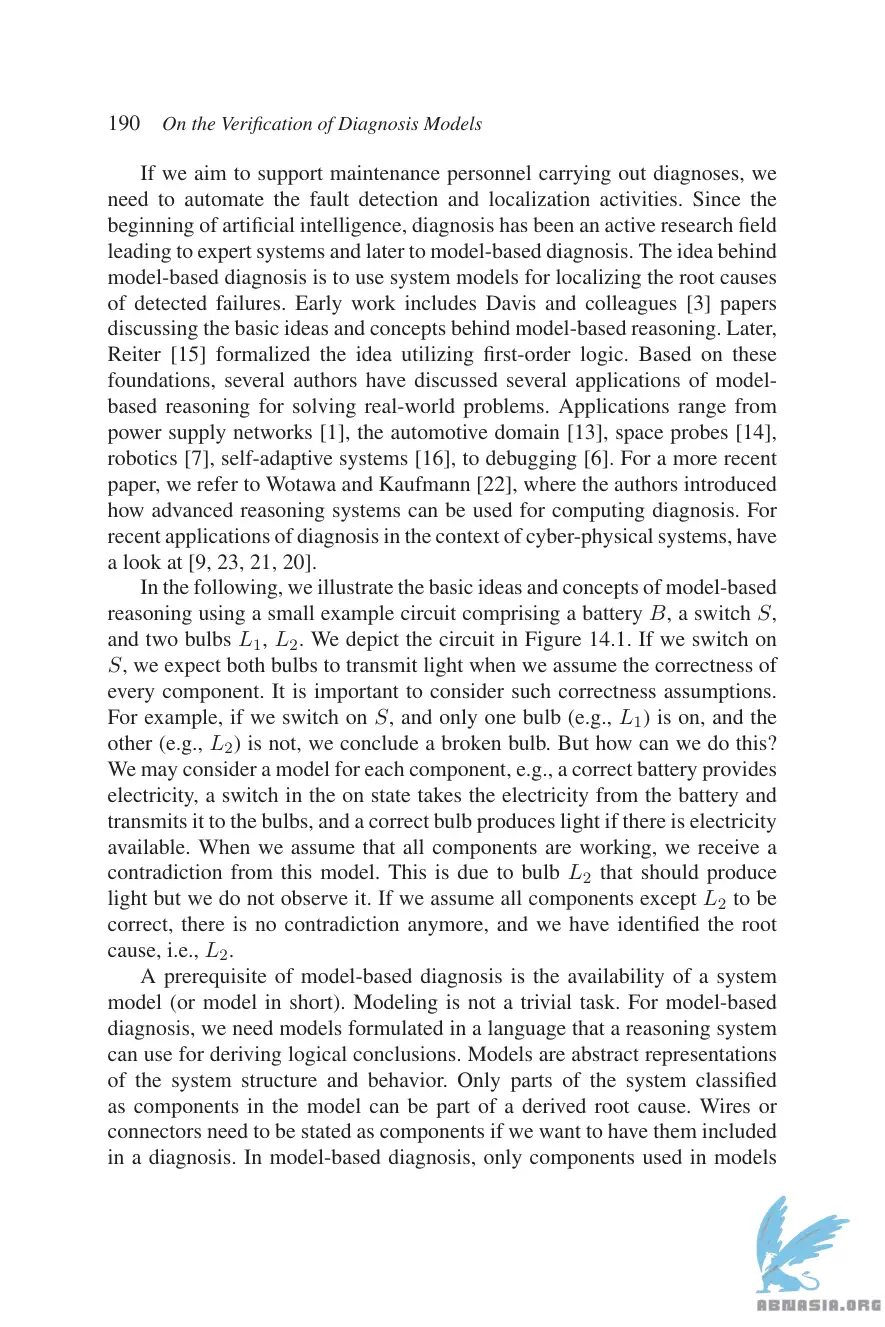 190 On the Verification of Diagnosis Models
If we aim to support maintenance personnel carrying out diagnoses, we
need to automate the fault detection and localization activities. Since the
beginning of artificial intelligence, diagnosis has been an active research field
leading to expert systems and later to model-based diagnosis. The idea behind
model-based diagnosis is to use system models for localizing the root causes
of detected failures. Early work includes Davis and colleagues [3] papers
discussing the basic ideas and concepts behind model-based reasoning. Later,
Reiter [15] formalized the idea utilizing first-order logic. Based on these
foundations, several authors have discussed several applications of model-
based reasoning for solving real-world problems. Applications range from
power supply networks [1], the automotive domain [13], space probes [14],
robotics [7], self-adaptive systems [16], to debugging [6]. For a more recent
paper, we refer to Wotawa and Kaufmann [22], where the authors introduced
how advanced reasoning systems can be used for computing diagnosis. For
recent applications of diagnosis in the context of cyber-physical systems, have
a look at [9, 23, 21, 20].
In the following, we illustrate the basic ideas and concepts of model-based
reasoning using a small example circuit comprising a battery B, a switch S,
and two bulbs L₁, L₂. We depict the circuit in Figure 14.1. If we switch on
S, we expect both bulbs to transmit light when we assume the correctness of
every component. It is important to consider such correctness assumptions.
For example, if we switch on S, and only one bulb (e.g., L₁) is on, and the
other (e.g., L₂) is not, we conclude a broken bulb. But how can we do this?
We may consider a model for each component, e.g., a correct battery provides
electricity, a switch in the on state takes the electricity from the battery and
transmits it to the bulbs, and a correct bulb produces light if there is electricity
available. When we assume that all components are working, we receive a
contradiction from this model. This is due to bulb L₂ that should produce
light but we do not observe it. If we assume all components except L₂ to be
correct, there is no contradiction anymore, and we have identified the root
cause, i.e., L₂.
A prerequisite of model-based diagnosis is the availability of a system
model (or model in short). Modeling is not a trivial task. For model-based
diagnosis, we need models formulated in a language that a reasoning system
can use for deriving logical conclusions. Models are abstract representations
of the system structure and behavior. Only parts of the system classified
as components in the model can be part of a derived root cause. Wires or
connectors need to be stated as components if we want to have them included
in a diagnosis. In model-based diagnosis, only components used in models
ABNASIA.ORG